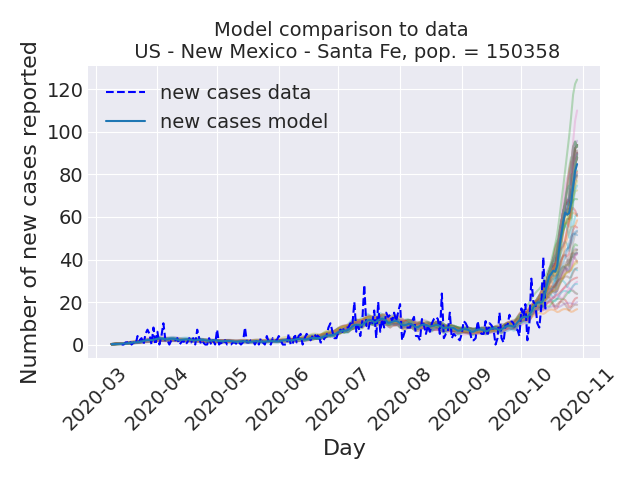 Model comparison to data
US - New Mexico - Santa Fe, pop. = 150358
Number of new cases reported
120
100
80
60
40
20
0
new cases data
new cases model
2020-03
2020-04
2020-05
2020-06
2020-07
2020-08
2020-09
2020-10
2020-11
Day